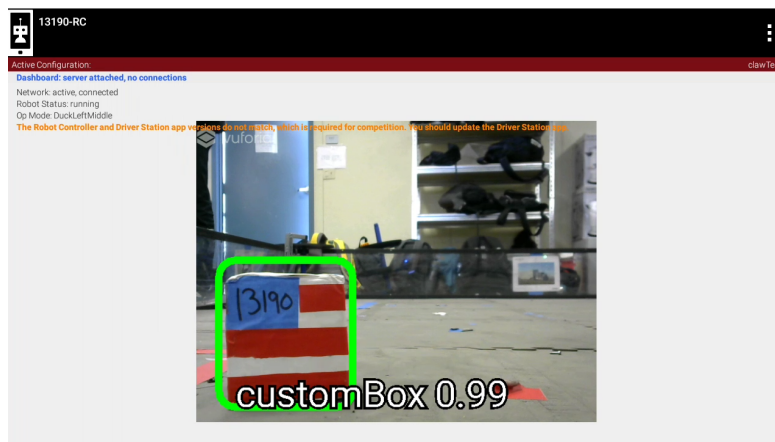 13190-RC
Active Configuration:
clawTe
Dashboard: server attached, no connections
Network: active, connected
Robot Status: running
Op Mode: DuckLeftMiddle
The Robot Controller and Driver Station app versions do not match, which is required for competition. You should update the Driver Station app.
vufor
13190
customBox 0.99